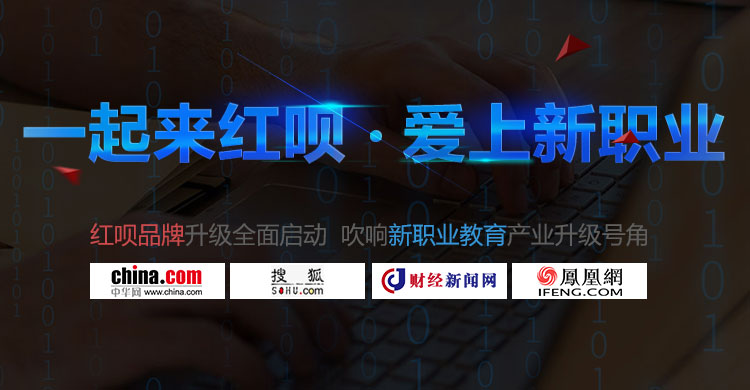 一起来红呗·爱上新职业
红呗品牌升级全面启动 吹响新职业教育产业升级号角
china.com
中华网 www.china.com
搜狐
SOHU.com
财经新闻网
鳳凰網
IFENG.COM